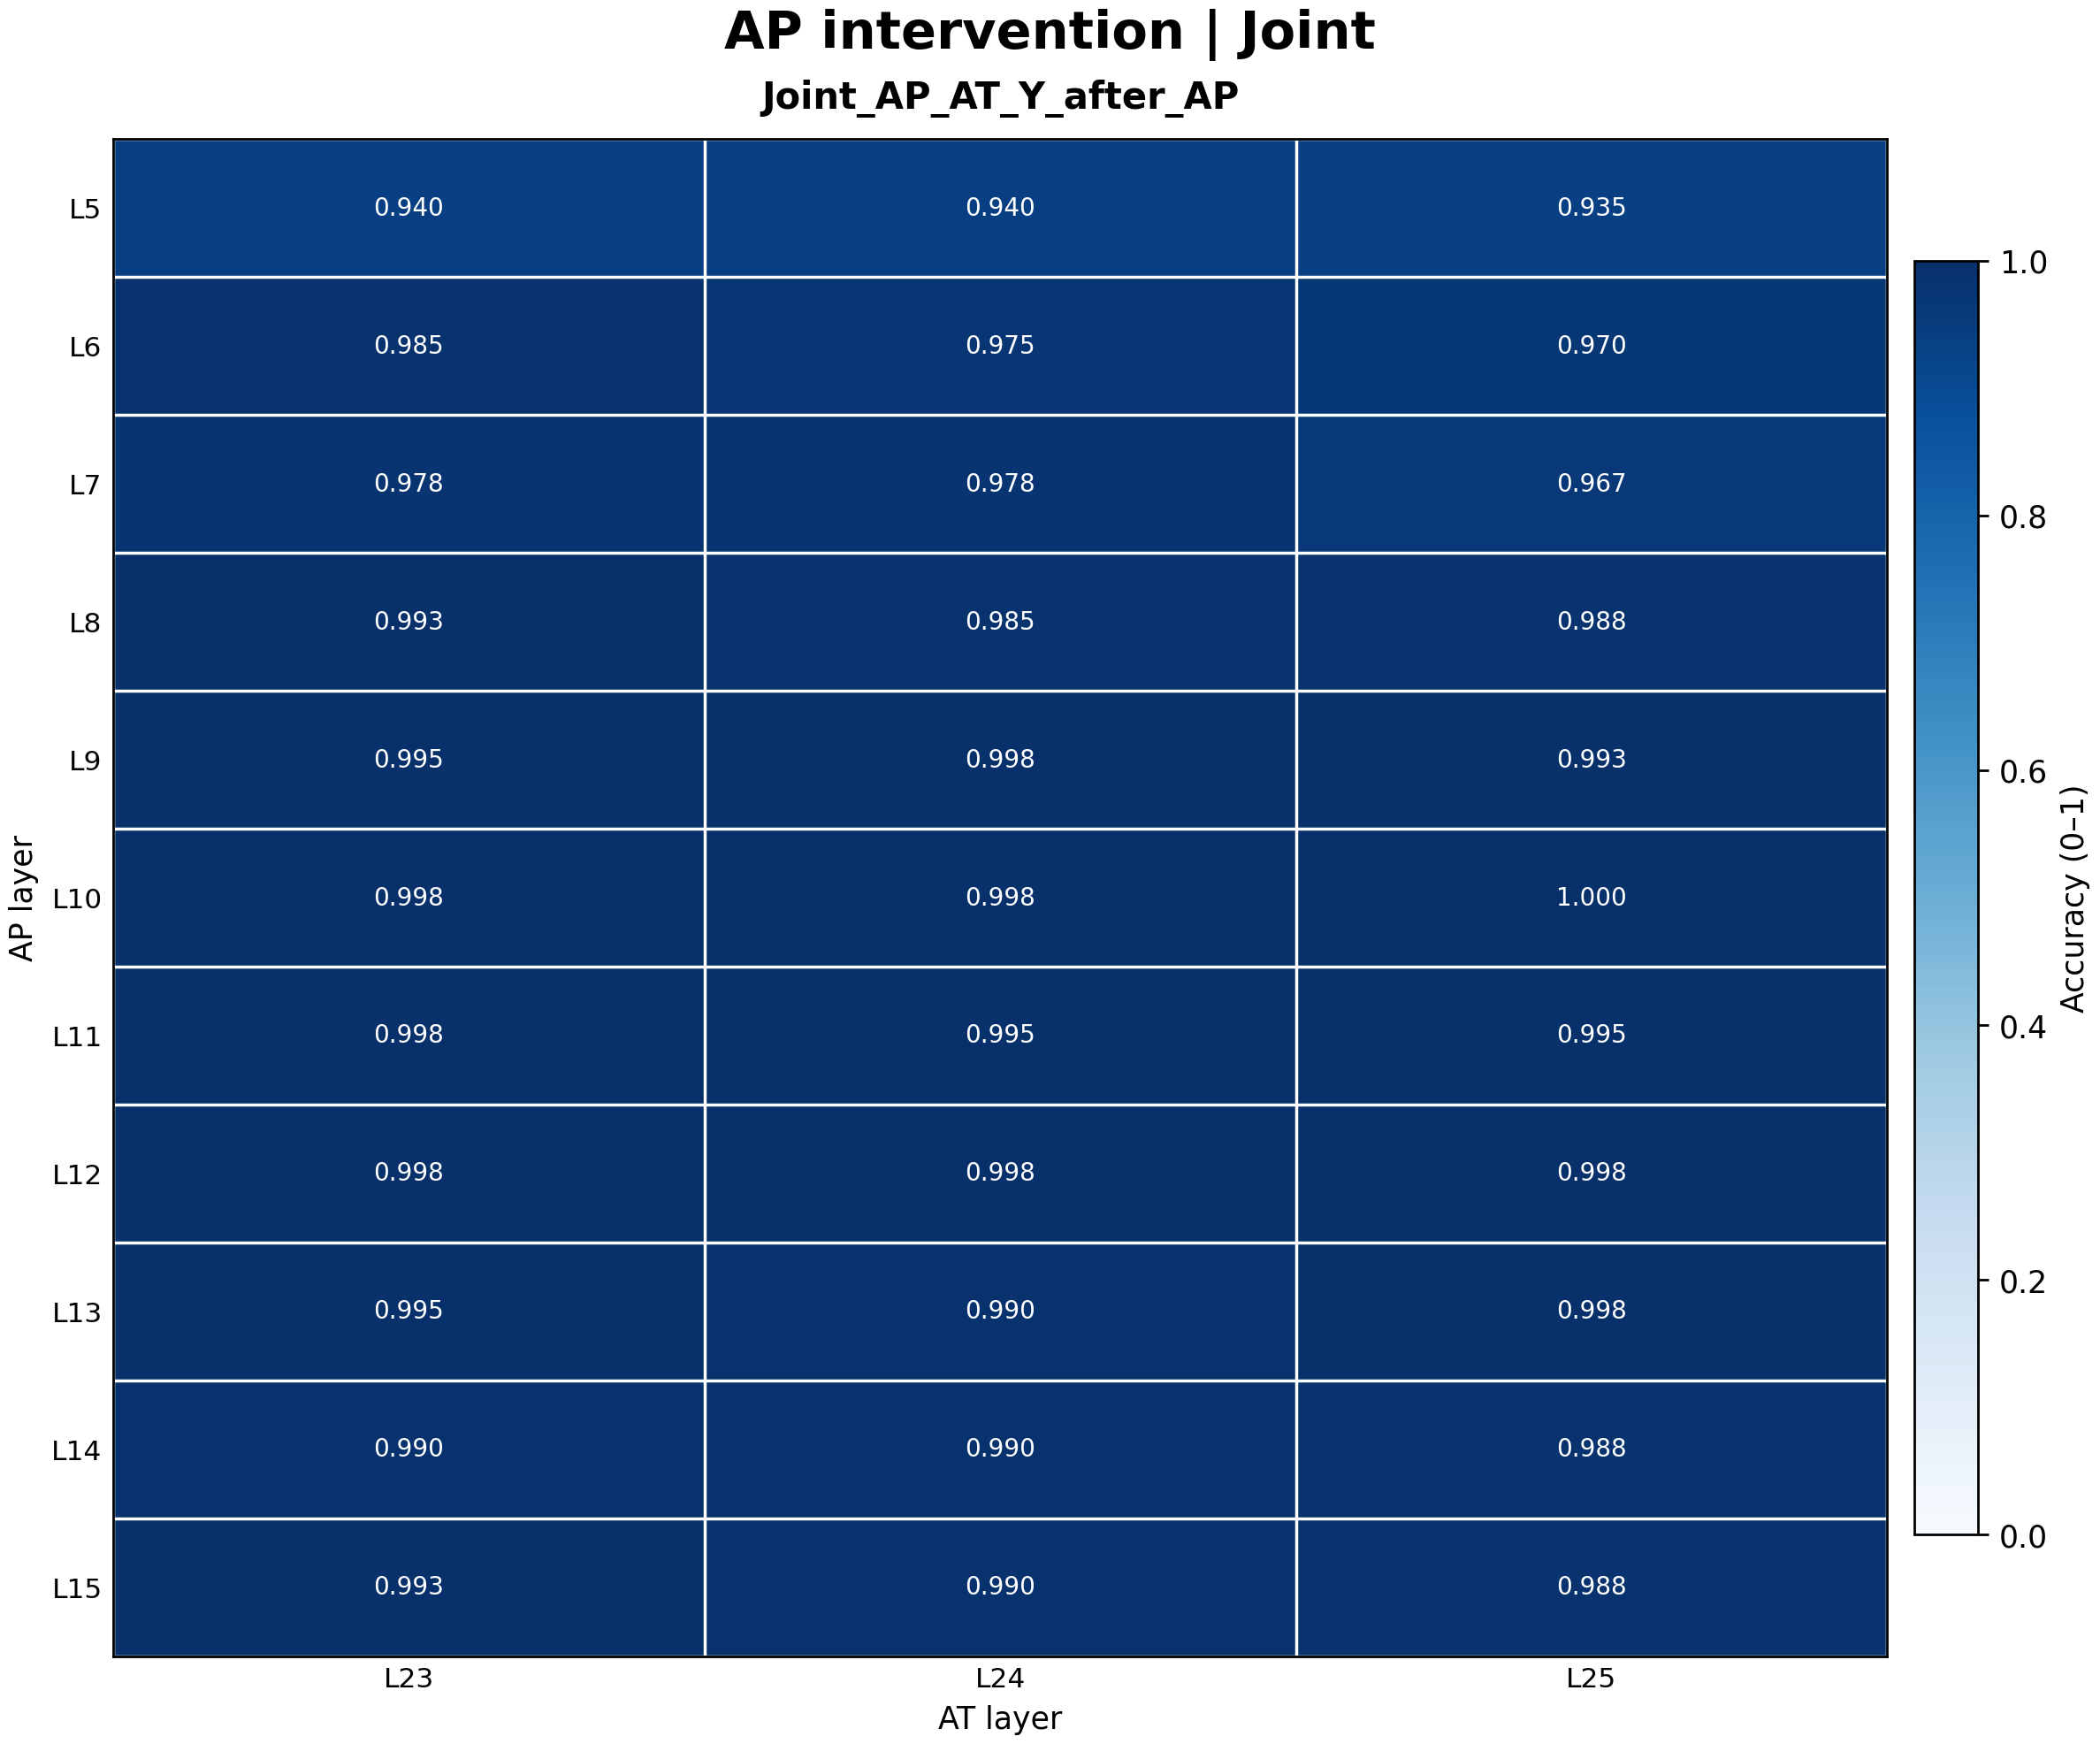 AP intervention | Joint
Joint_AP_AT_Y_after_AP
L5 0.940 0.940 0.935
L6 0.985 0.975 0.970
L7 0.978 0.978 0.967
L8 0.993 0.985 0.988
L9 0.995 0.998 0.993
L10 0.998 0.998 1.000
L11 0.998 0.995 0.995
L12 0.998 0.998 0.998
L13 0.995 0.990 0.998
L14 0.990 0.990 0.988
L15 0.993 0.990 0.988
L23 L24 L25
AT layer
AP layer
1.0
0.8
0.6
0.4
0.2
0.0
Accuracy (0–1)